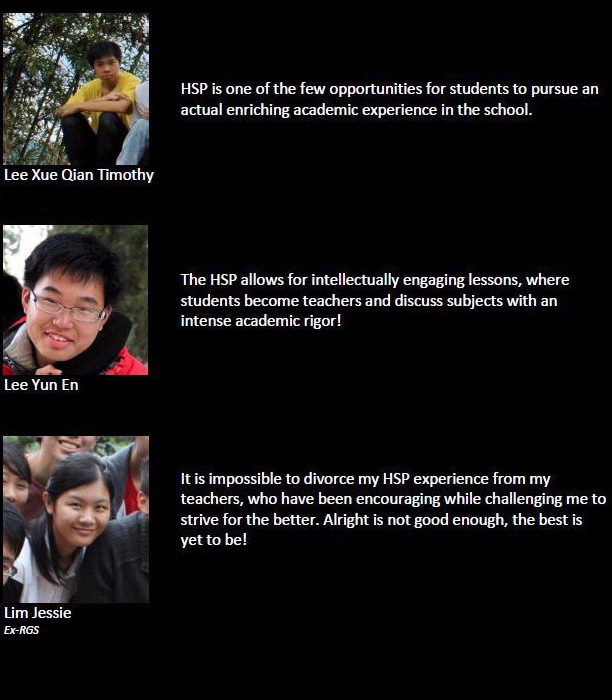 HSP is one of the few opportunities for students to pursue an
actual enriching academic experience in the school.
Lee Xue Qian Timothy
The HSP allows for intellectually engaging lessons, where
students become teachers and discuss subjects with an
intense academic rigor!
Lee Yun En
It is impossible to divorce my HSP experience from my
teachers, who have been encouraging while challenging me to
strive for the better. Alright is not good enough, the best is
yet to be!
Lim Jessie
Ex-RGS